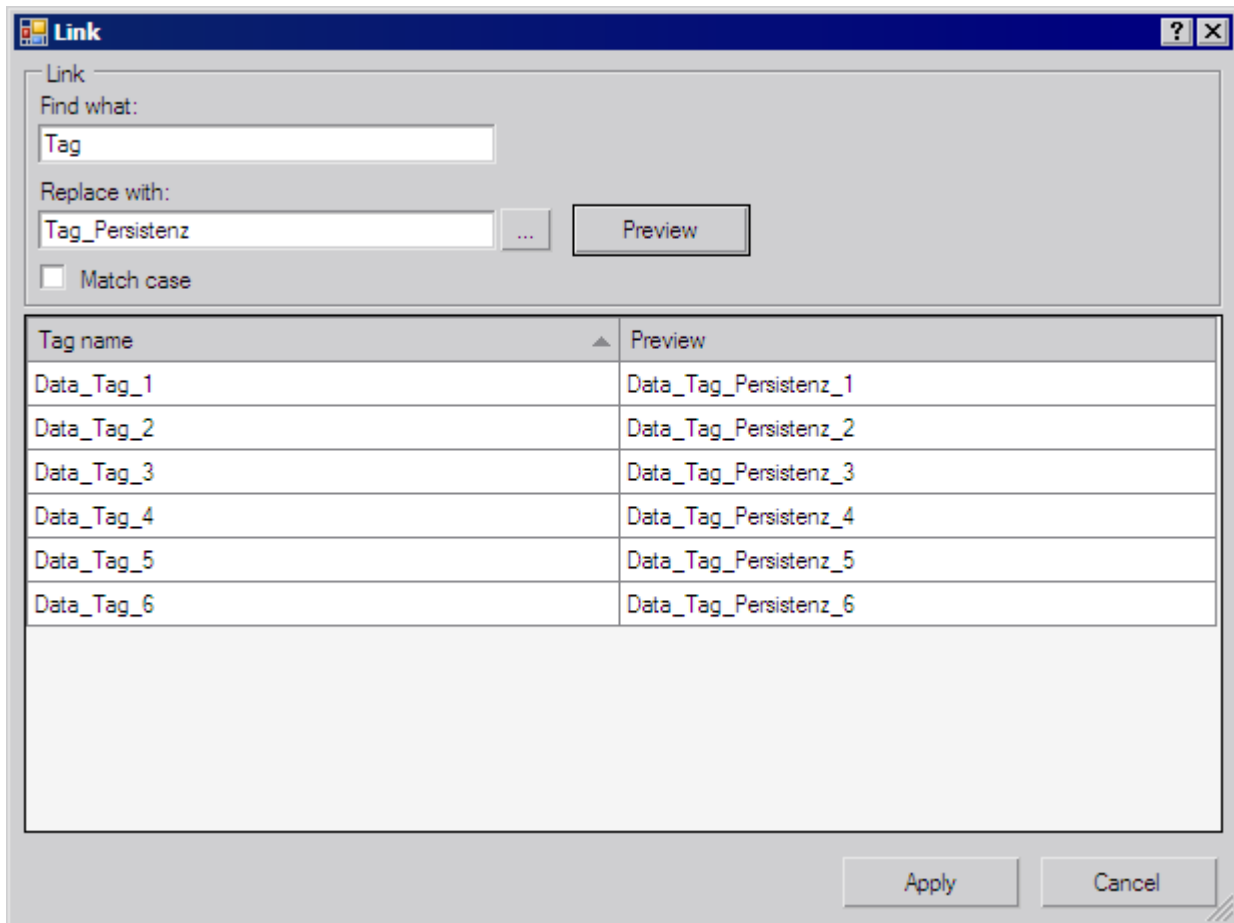 Link
Link
Find what:
Tag
Replace with:
Tag_Persistenz ... Preview
Match case
Tag name Preview
Data_Tag_1 Data_Tag_Persistenz_1
Data_Tag_2 Data_Tag_Persistenz_2
Data_Tag_3 Data_Tag_Persistenz_3
Data_Tag_4 Data_Tag_Persistenz_4
Data_Tag_5 Data_Tag_Persistenz_5
Data_Tag_6 Data_Tag_Persistenz_6
Apply Cancel